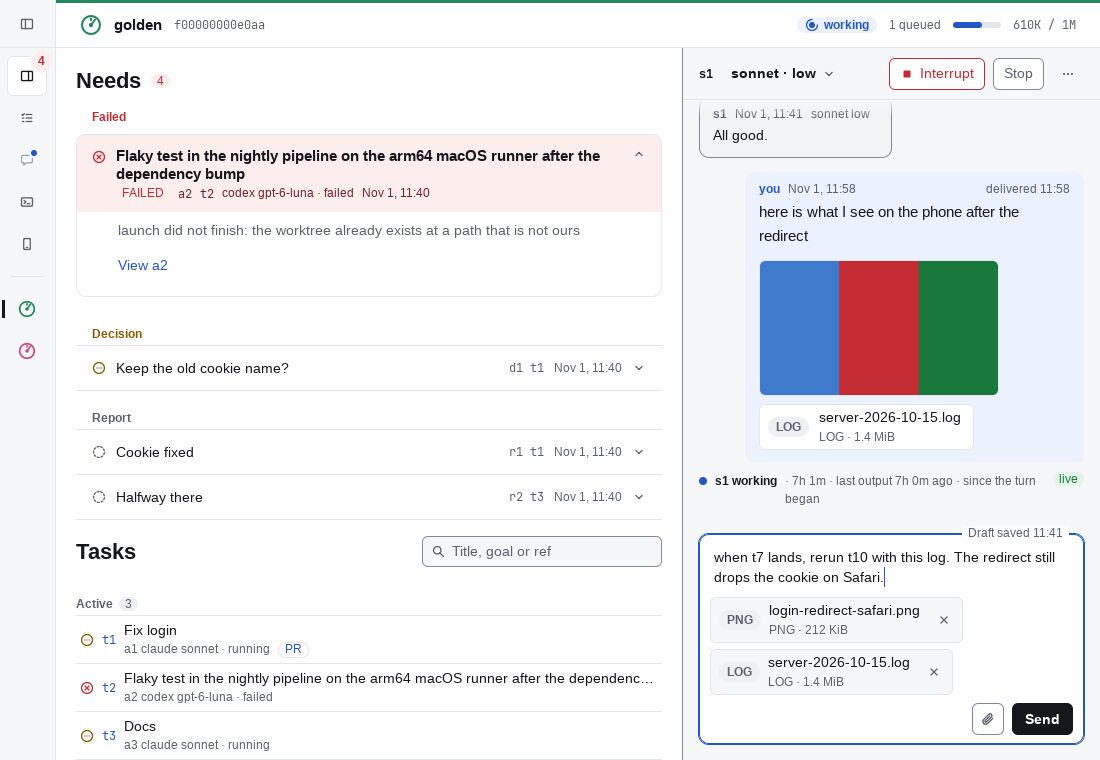 golden f00000000e0aa
working 1 queued 610K / 1M
4
Needs 4
Failed
Flaky test in the nightly pipeline on the arm64 macOS runner after the
dependency bump
FAILED a2 t2 codex gpt-6-luna · failed Nov 1, 11:40
launch did not finish: the worktree already exists at a path that is not ours
View a2
Decision
Keep the old cookie name? d1 t1 Nov 1, 11:40
Report
Cookie fixed r1 t1 Nov 1, 11:40
Halfway there r2 t3 Nov 1, 11:40
Tasks
Title, goal or ref
Active 3
t1 Fix login
a1 claude sonnet · running PR
t2 Flaky test in the nightly pipeline on the arm64 macOS runner after the dependenc…
a2 codex gpt-6-luna · failed
t3 Docs
a3 claude sonnet · running
s1 sonnet · low Interrupt Stop
s1 Nov 1, 11:41 sonnet low
All good.
you Nov 1, 11:58 delivered 11:58
here is what I see on the phone after the
redirect
LOG server-2026-10-15.log
LOG · 1.4 MiB
s1 working · 7h 1m · last output 7h 0m ago · since the turn
began
live
Draft saved 11:41
when t7 lands, rerun t10 with this log. The redirect still
drops the cookie on Safari.
PNG login-redirect-safari.png
PNG · 212 KiB
LOG server-2026-10-15.log
LOG · 1.4 MiB
Send